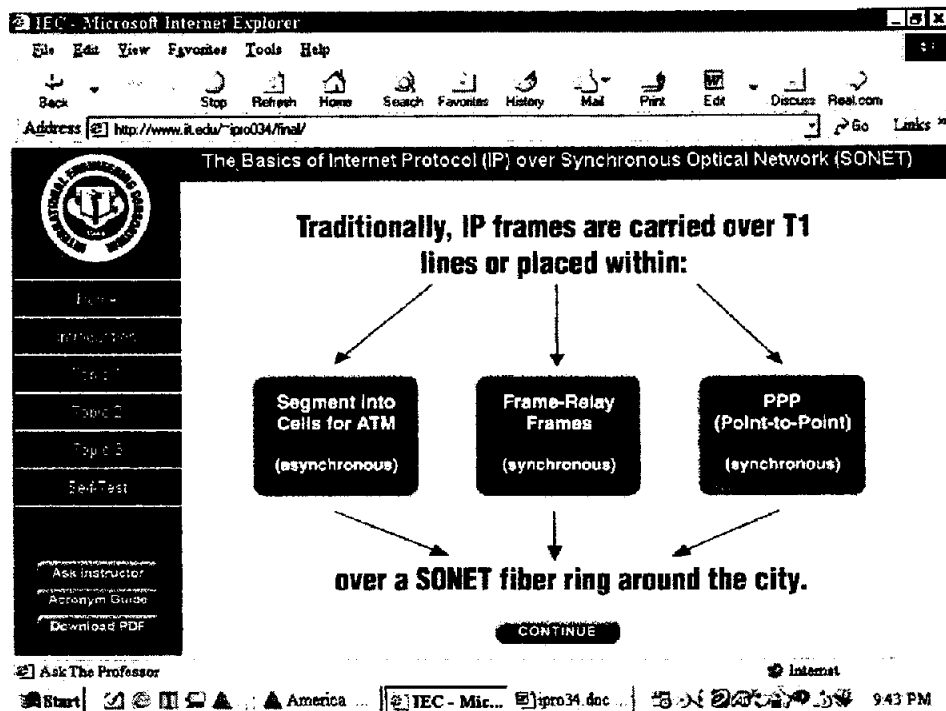 IEC - Microsoft Internet Explorer
File Edit View Favorites Tools Help
Back Stop Refresh Home Search Favorites History Mail Print Edit Discuss Real.com
Address http://www.iit.edu/~ipro034/final/ Go Links »
The Basics of Internet Protocol (IP) over Synchronous Optical Network (SONET)
Traditionally, IP frames are carried over T1
lines or placed within:
Home
Introduction
Topic 1
Topic 2
Topic 3
Self-Test
Segment into
Cells for ATM
(asynchronous)
Frame-Relay
Frames
(synchronous)
PPP
(Point-to-Point)
(synchronous)
Ask Instructor
Acronym Guide
Download PDF
over a SONET fiber ring around the city.
CONTINUE
Ask The Professor Internet
Start America ... IEC - Mic... ipro34.doc ... 9:43 PM